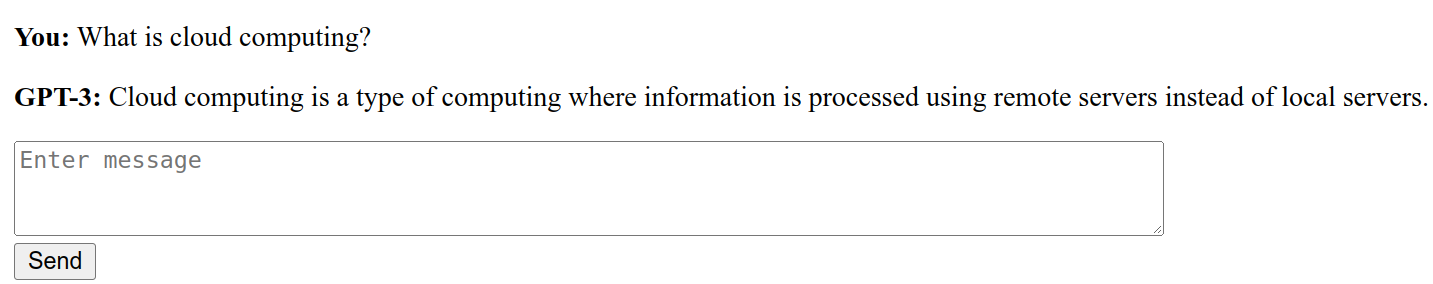 You: What is cloud computing?
GPT-3: Cloud computing is a type of computing where information is processed using remote servers instead of local servers.
Enter message
Send